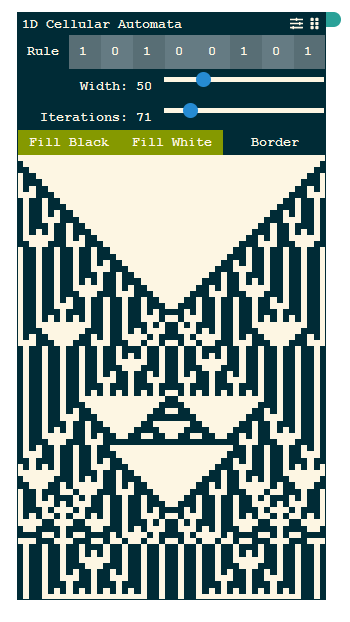 1D Cellular Automata
Rule 1 0 1 0 0 1 0 1
Width: 50
Iterations: 71
Fill Black Fill White Border